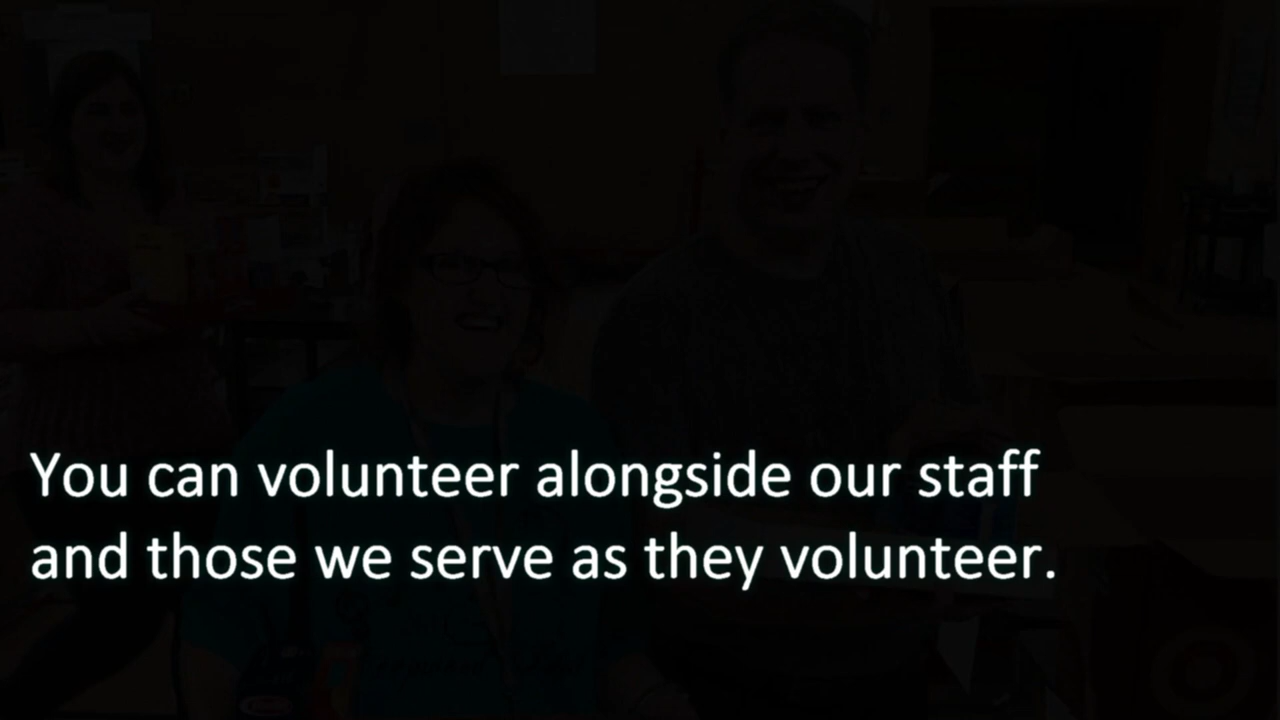 You can volunteer alongside our staff
and those we serve as they volunteer.